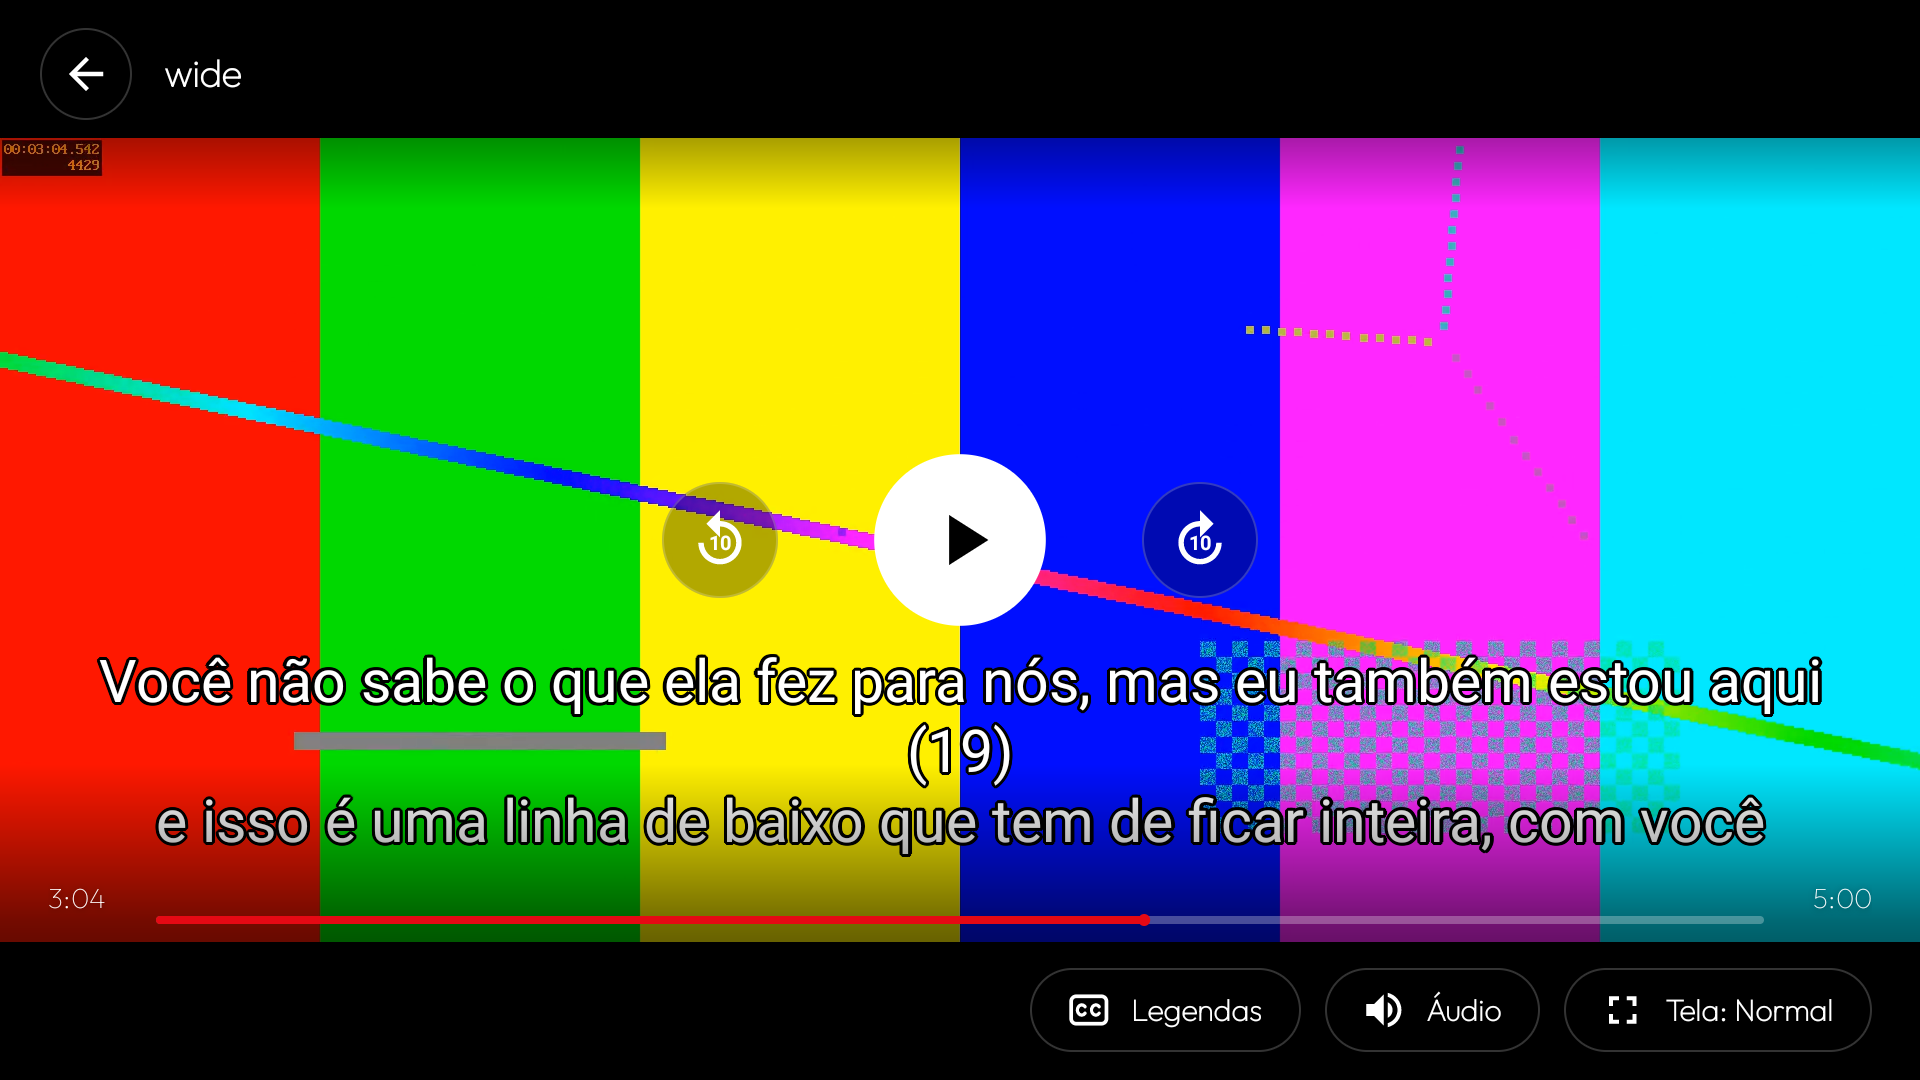 wide
00:03:04.542
4429
10
10
Você não sabe o que ela fez para nós, mas eu também estou aqui
(19)
e isso é uma linha de baixo que tem de ficar inteira, com você
3:04
5:00
CC Legendas
Áudio
Tela: Normal